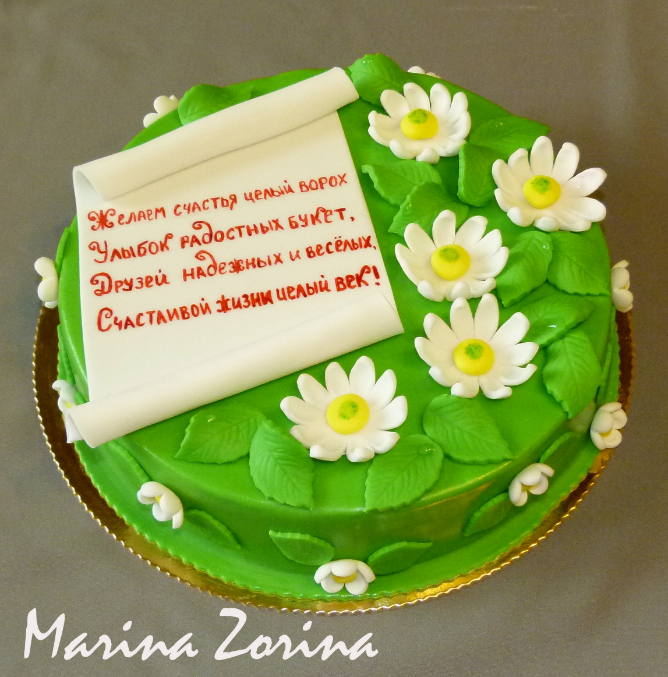 Желаем счастья целый ворох
Улыбок радостных букет,
Друзей надежных и весёлых,
Счастливой жизни целый век!
Marina Zorina